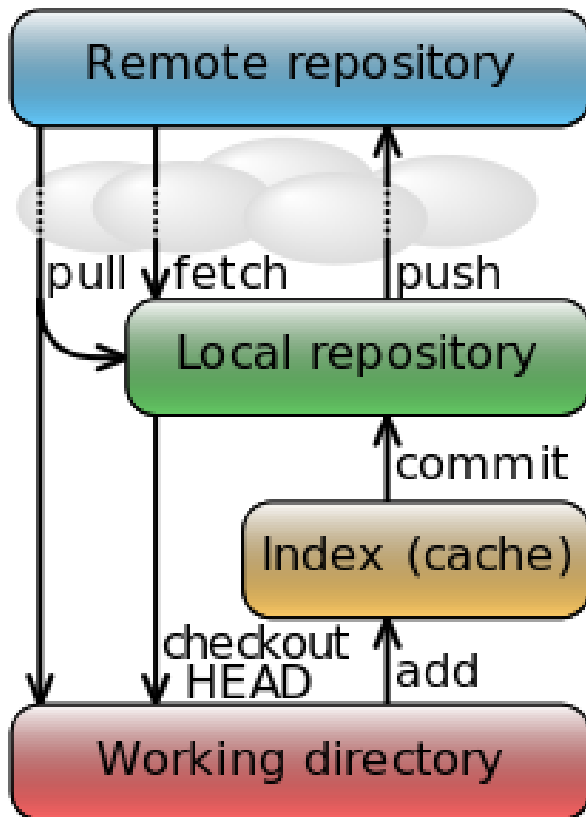 Remote repository
pull fetch push
Local repository
commit
Index (cache)
checkout
HEAD
add
Working directory